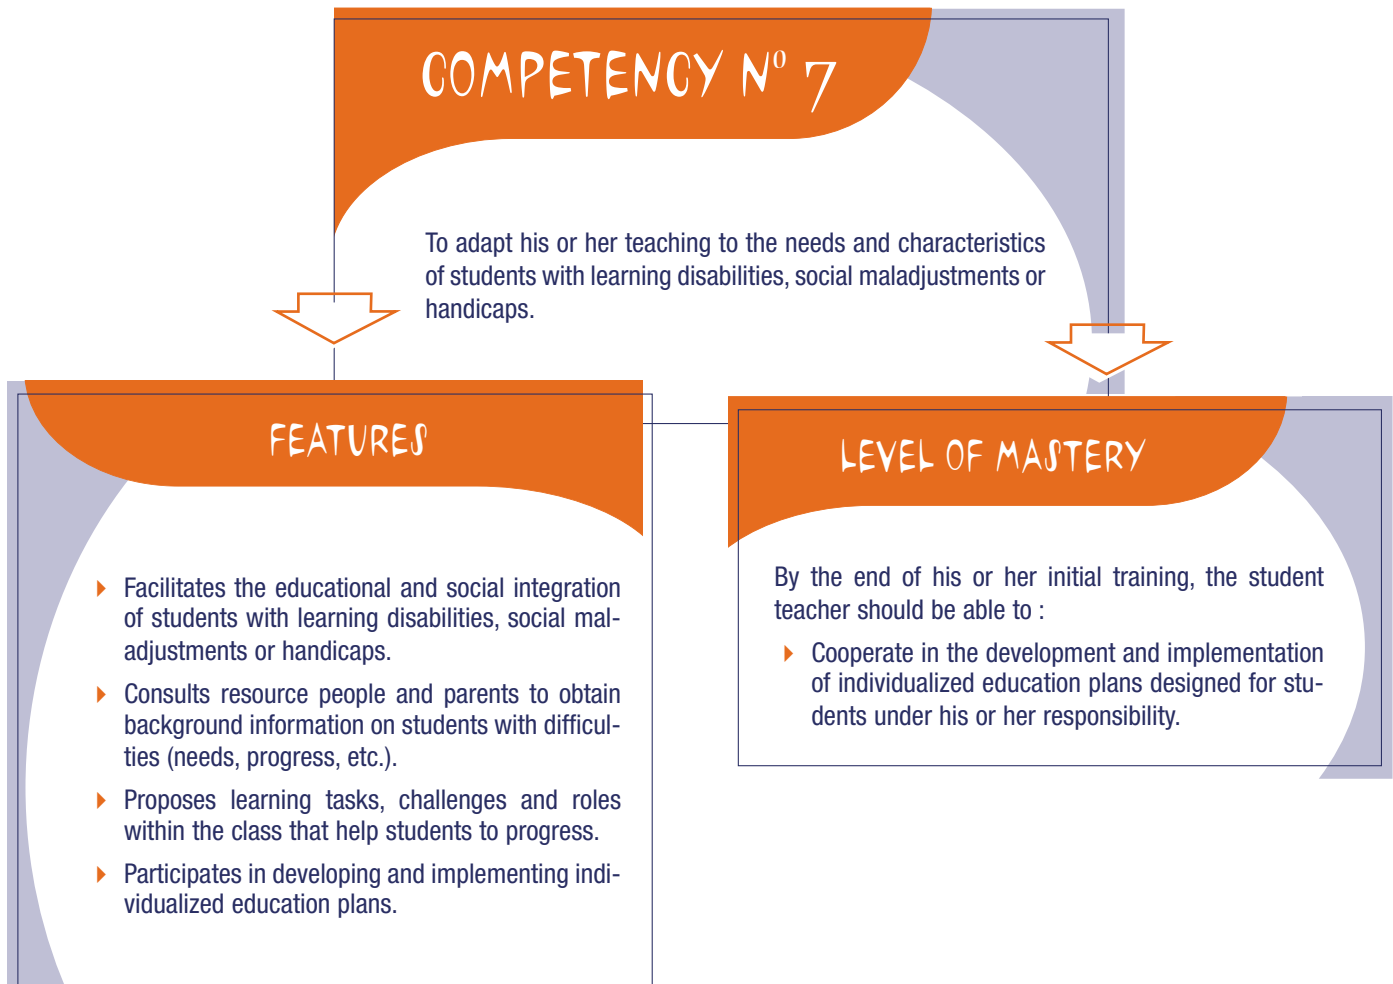 COMPETENCY Nº 7
To adapt his or her teaching to the needs and characteristics
of students with learning disabilities, social maladjustments or
handicaps.
FEATURES
Facilitates the educational and social integration
of students with learning disabilities, social mal-
adjustments or handicaps.
Consults resource people and parents to obtain
background information on students with difficul-
ties (needs, progress, etc.).
Proposes learning tasks, challenges and roles
within the class that help students to progress.
Participates in developing and implementing indi-
vidualized education plans.
LEVEL OF MASTERY
By the end of his or her initial training, the student
teacher should be able to :
Cooperate in the development and implementation
of individualized education plans designed for stu-
dents under his or her responsibility.